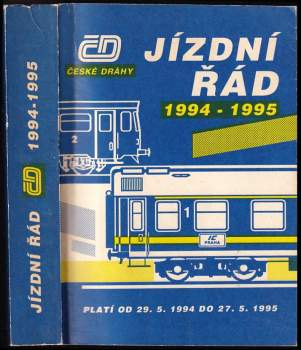 JÍZDNÍ ŘÁD ČD 1994-1995
ČD
ČESKÉ DRÁHY
JÍZDNÍ
ŘÁD
1994 - 1995
2
1
IC
PRAHA
PLATÍ OD 29. 5. 1994 DO 27. 5. 1995